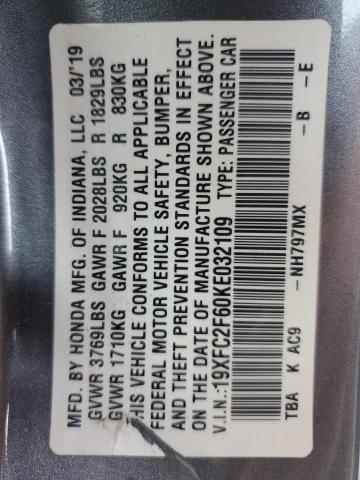 MFD. BY HONDA MFG. OF INDIANA, LLC 03/'19
GVWR 3769LBS GAWR F 2028LBS R 1829LBS
GVWR 1710KG GAWR F 920KG R 830KG
THIS VEHICLE CONFORMS TO ALL APPLICABLE
FEDERAL MOTOR VEHICLE SAFETY, BUMPER,
AND THEFT PREVENTION STANDARDS IN EFFECT
ON THE DATE OF MANUFACTURE SHOWN ABOVE.
V.I.N.: 19XFC2F60KE032109 TYPE: PASSENGER CAR
TBA K AC9 -NH797MX -B -E